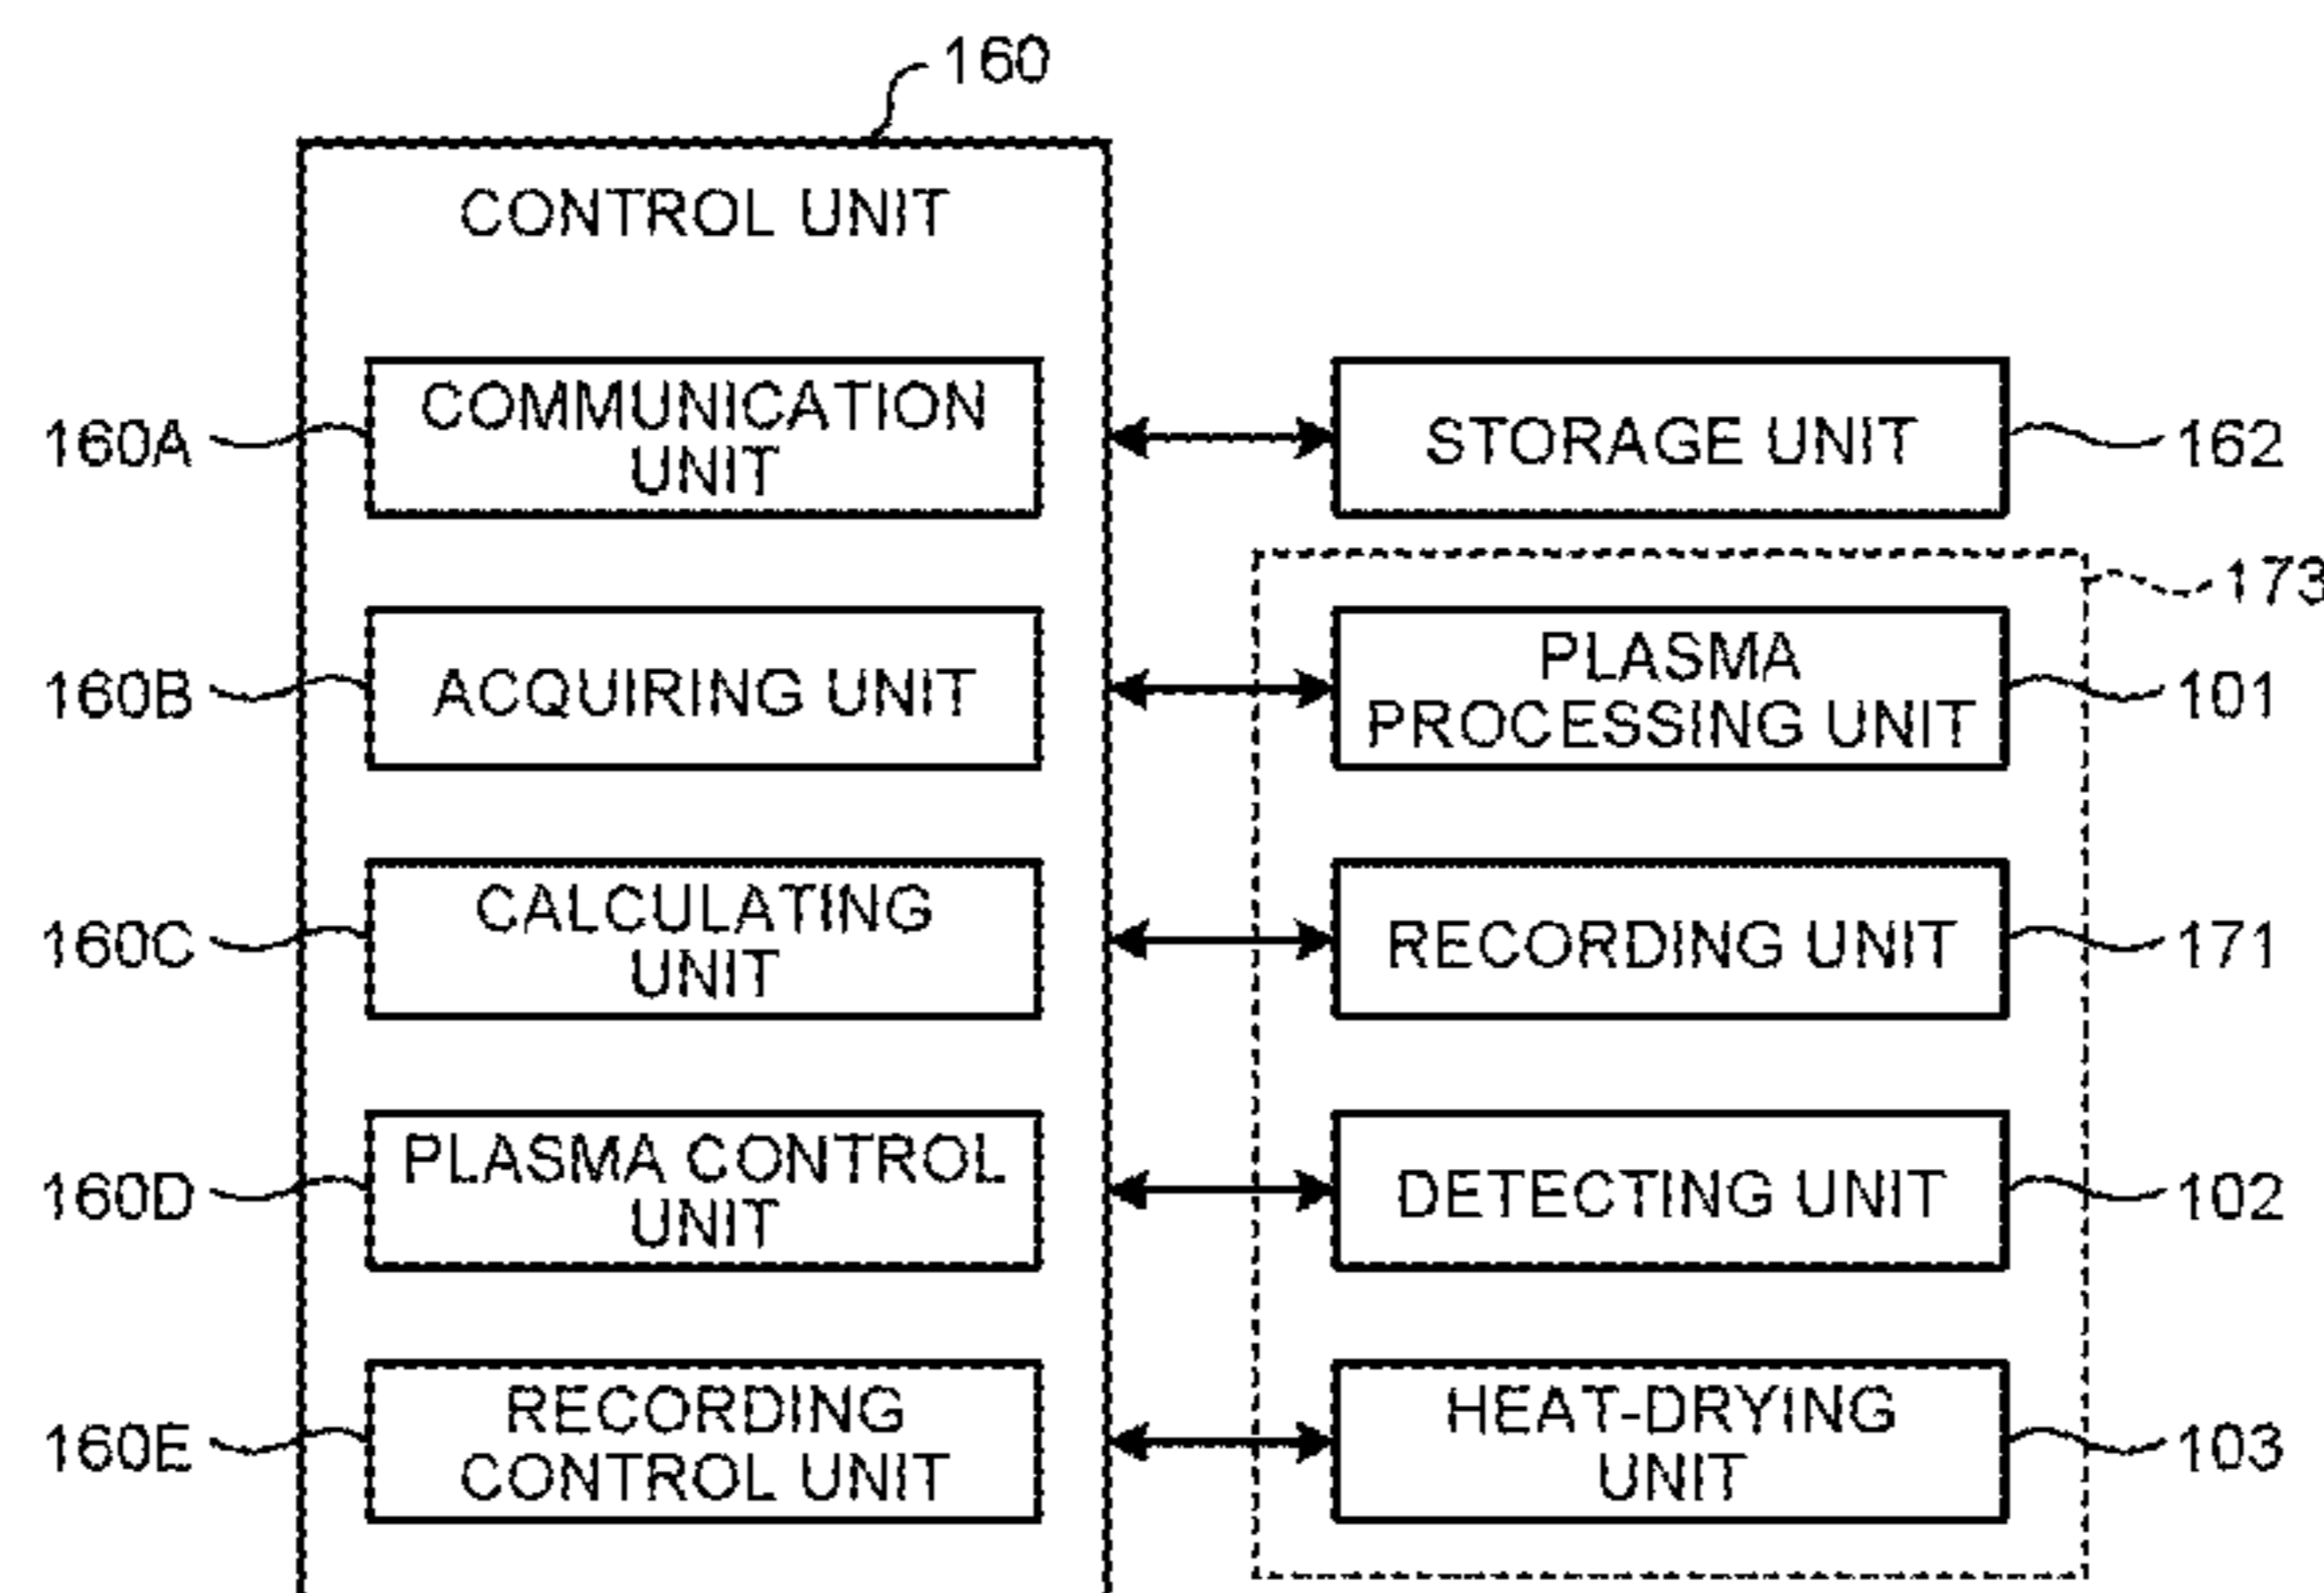 160
CONTROL UNIT
160A
COMMUNICATION
UNIT
STORAGE UNIT
162
173
160B
ACQUIRING UNIT
PLASMA
PROCESSING UNIT
101
160C
CALCULATING
UNIT
RECORDING UNIT
171
160D
PLASMA CONTROL
UNIT
DETECTING UNIT
102
160E
RECORDING
CONTROL UNIT
HEAT-DRYING
UNIT
103